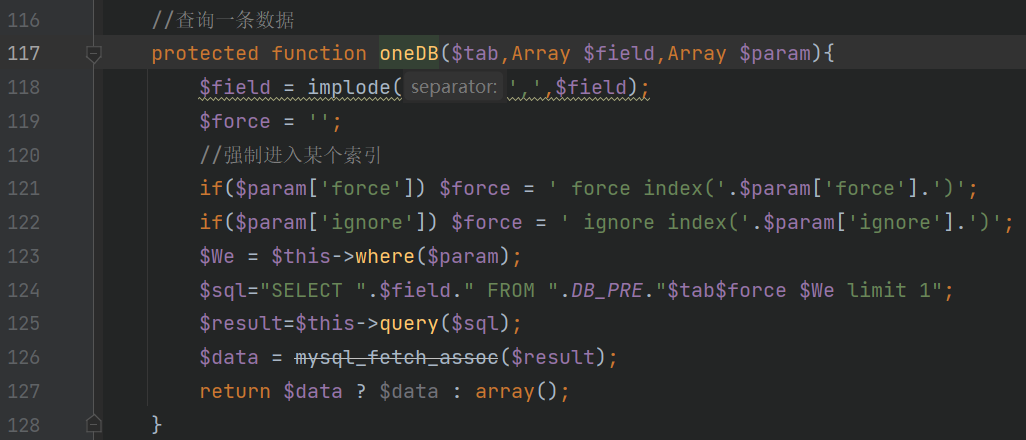 116 //查询一条数据
117 protected function oneDB($tab,Array $field,Array $param){
118 $field = implode( separator: ',',$field);
119 $force = '';
120 //强制进入某个索引
121 if($param['force']) $force = ' force index('.$param['force'].')';
122 if($param['ignore']) $force = ' ignore index('.$param['ignore'].')';
123 $We = $this->where($param);
124 $sql="SELECT ".$field." FROM ".DB_PRE."$tab$force $We limit 1";
125 $result=$this->query($sql);
126 $data = mysql_fetch_assoc($result);
127 return $data ? $data : array();
128 }